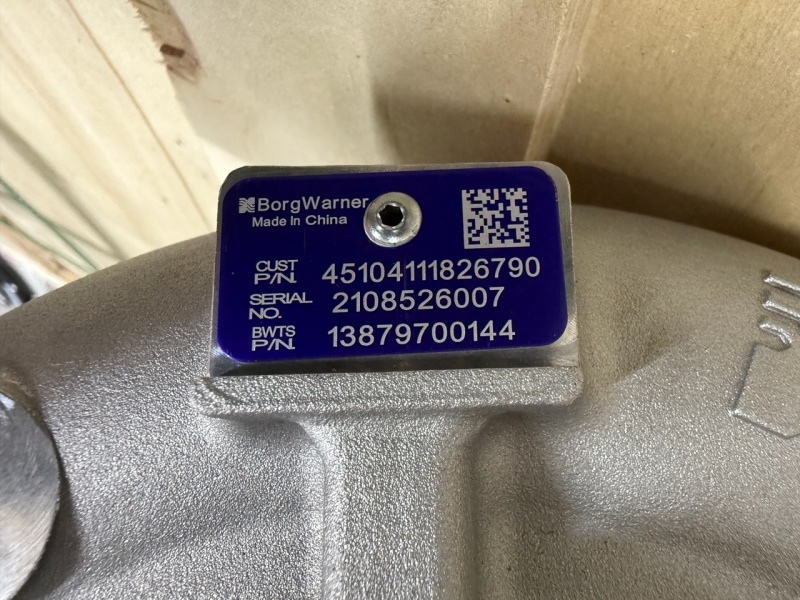 BorgWarner
Made in China
CUST P/N. 45104111826790
SERIAL NO. 2108526007
BWTS P/N. 13879700144